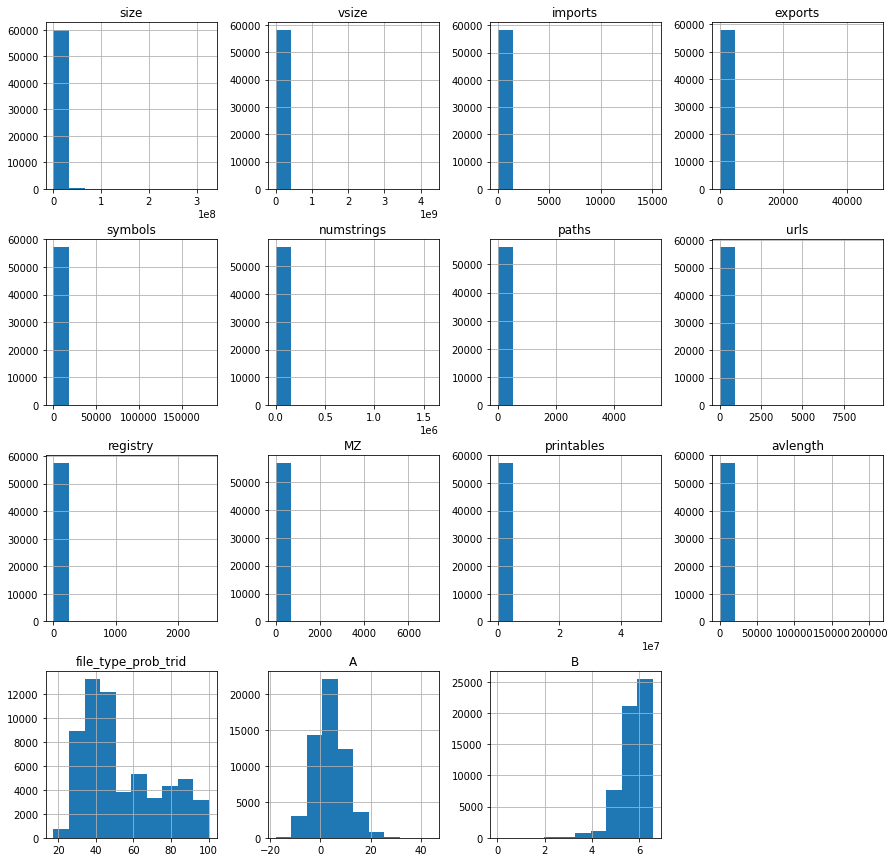 size vsize imports exports
60000 60000 60000 60000
50000 50000 50000 50000
40000 40000 40000 40000
30000 30000 30000 30000
20000 20000 20000 20000
10000 10000 10000 10000
0 0 0 0
0 1 2 3 0 1 2 3 4 0 5000 10000 15000 0 20000 40000
1e8 1e9
symbols numstrings paths urls
60000 60000
50000 50000 50000 50000
40000 40000 40000 40000
30000 30000 30000 30000
20000 20000 20000 20000
10000 10000 10000 10000
0 0 0 0
0 50000 100000 150000 0.0 0.5 1.0 1.5 0 2000 4000 0 2500 5000 7500
1e6
registry MZ printables avlength
60000 60000 60000
50000 50000 50000 50000
40000 40000 40000 40000
30000 30000 30000 30000
20000 20000 20000 20000
10000 10000 10000 10000
0 0 0 0
0 1000 2000 0 2000 4000 6000 0 2 4 0 50000 100000 150000 200000
1e7
file_type_prob_trid A B
12000 20000 25000
10000 15000 20000
8000 10000 15000
6000 5000 10000
4000 0 5000
2000 0
0
20 40 60 80 100 −20 0 20 40 0 2 4 6